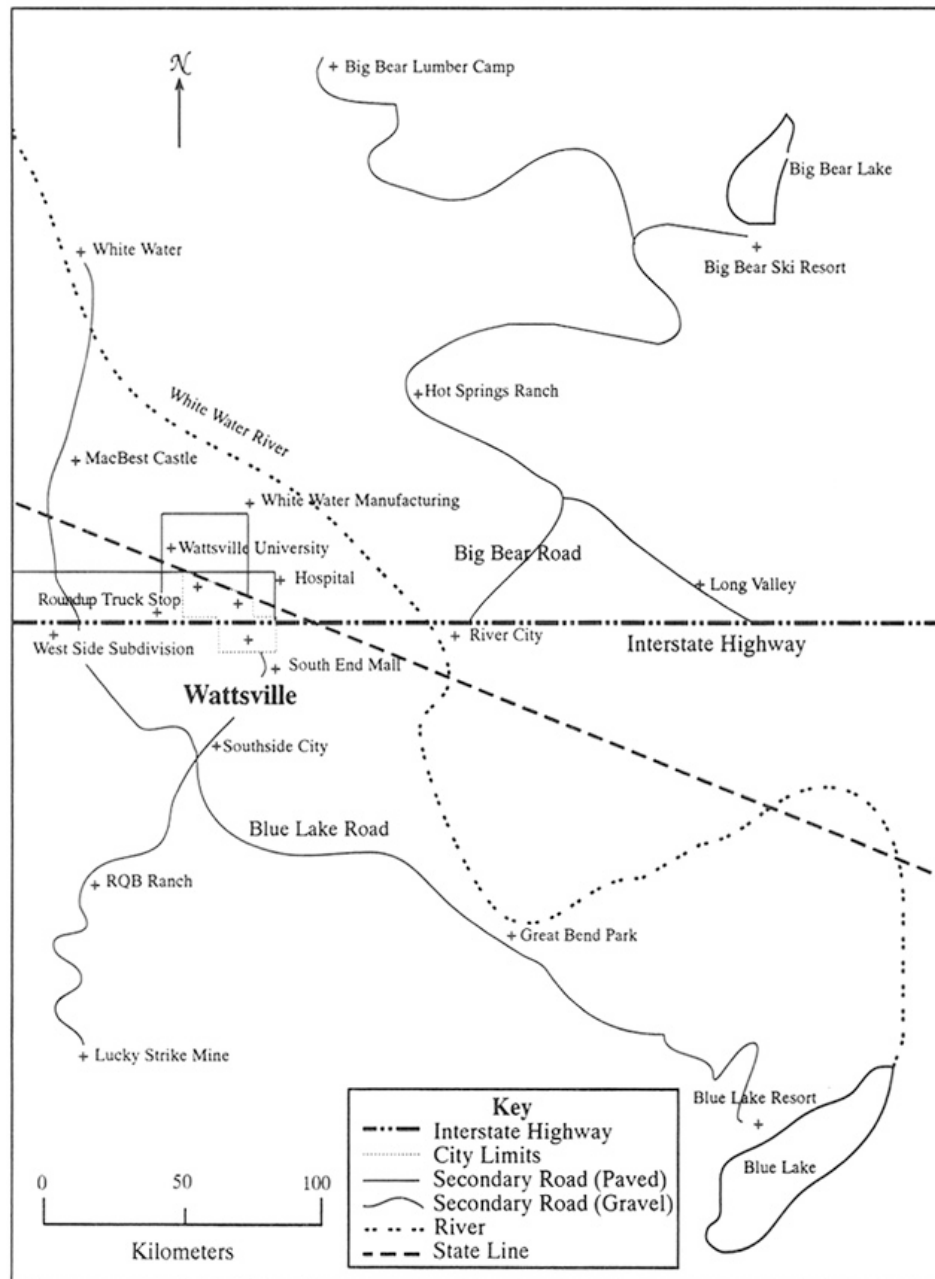 N
Big Bear Lumber Camp
Big Bear Lake
White Water
Big Bear Ski Resort
Hot Springs Ranch
White Water River
MacBest Castle
White Water Manufacturing
Wattsville University
Big Bear Road
Hospital
Long Valley
Roundup Truck Stop
River City
West Side Subdivision
Interstate Highway
South End Mall
Wattsville
Southside City
Blue Lake Road
RQB Ranch
Great Bend Park
Lucky Strike Mine
Blue Lake Resort
Blue Lake
Key
Interstate Highway
City Limits
Secondary Road (Paved)
Secondary Road (Gravel)
River
State Line
0 50 100
Kilometers